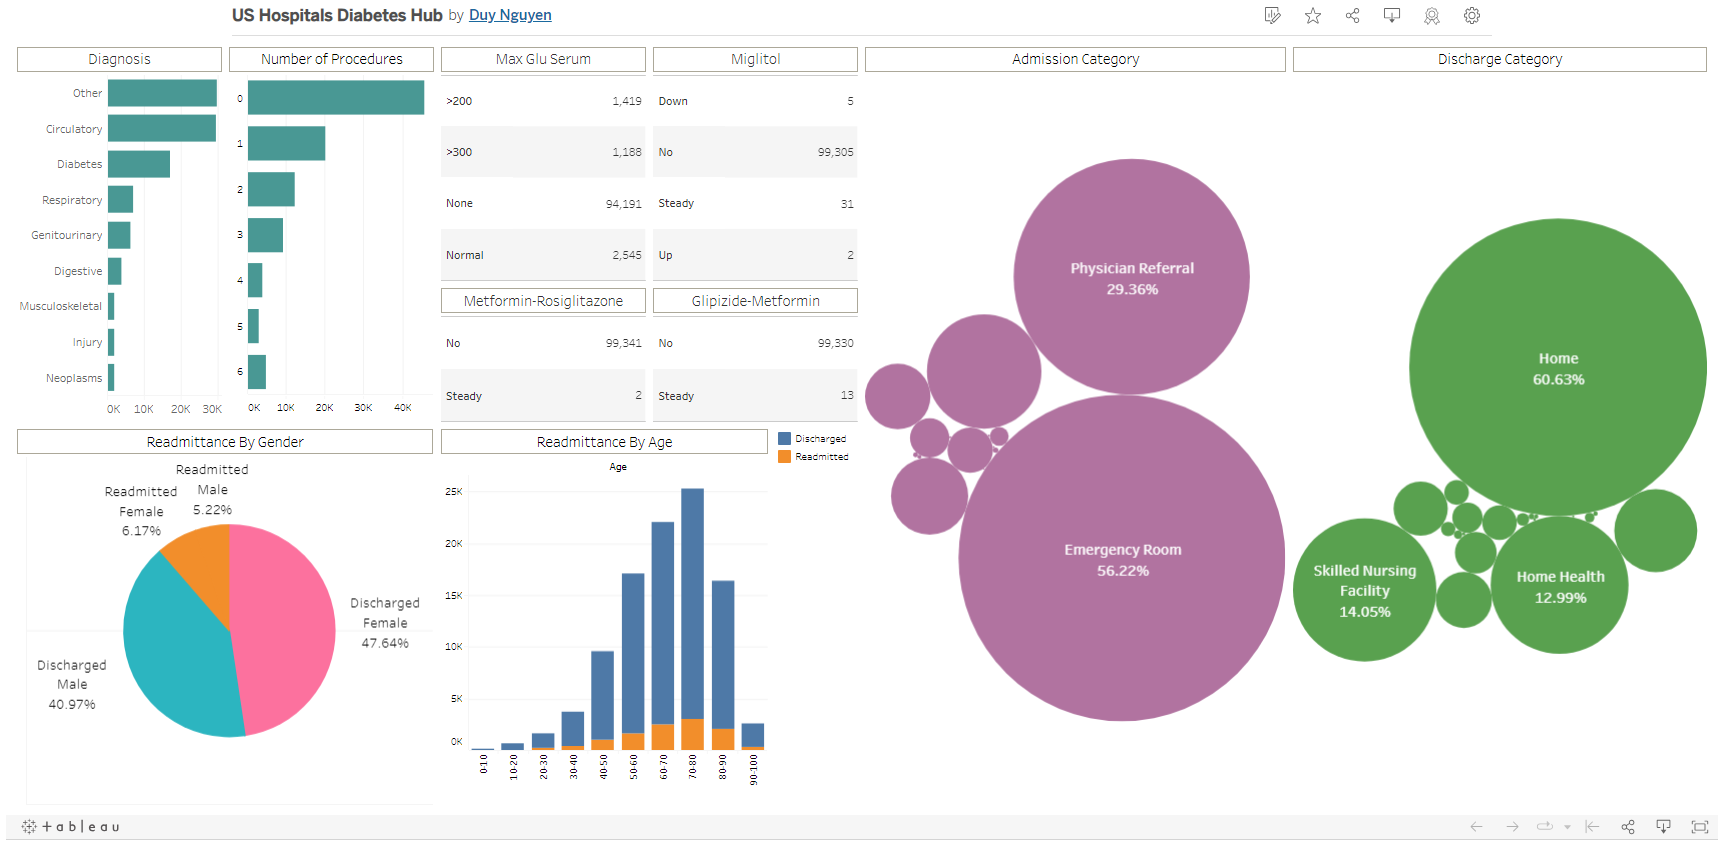 US Hospitals Diabetes Hub by Duy Nguyen
Diagnosis
Other
Circulatory
Diabetes
Respiratory
Genitourinary
Digestive
Musculoskeletal
Injury
Neoplasms
0K 10K 20K 30K
Number of Procedures
0
1
2
3
4
5
6
0K 10K 20K 30K 40K
Max Glu Serum
>200 1,419
>300 1,188
None 94,191
Normal 2,545
Miglitol
Down 5
No 99,305
Steady 31
Up 2
Metformin-Rosiglitazone
No 99,341
Steady 2
Glipizide-Metformin
No 99,330
Steady 13
Admission Category
Physician Referral
29.36%
Emergency Room
56.22%
Discharge Category
Home
60.63%
Skilled Nursing
Facility
14.05%
Home Health
12.99%
Readmittance By Gender
Readmitted
Male
5.22%
Readmitted
Female
6.17%
Discharged
Female
47.64%
Discharged
Male
40.97%
Readmittance By Age
Discharged
Readmitted
Age
25K
20K
15K
10K
5K
0K
0-10 10-20 20-30 30-40 40-50 50-60 60-70 70-80 80-90 90-100
tableau